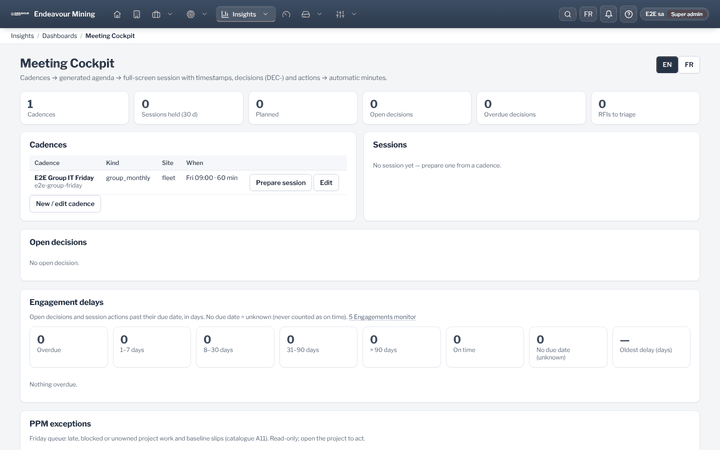 Endeavour Mining
Insights
FR
E2E sa
Super admin
Insights / Dashboards / Meeting Cockpit
Meeting Cockpit
EN FR
Cadences → generated agenda → full-screen session with timestamps, decisions (DEC-) and actions → automatic minutes.
1 0 0 0 0 0
Cadences Sessions held (30 d) Planned Open decisions Overdue decisions RFIs to triage
Cadences
Cadence Kind Site When
E2E Group IT Friday group_monthly fleet Fri 09:00 · 60 min Prepare session Edit
e2e-group-friday
New / edit cadence
Sessions
No session yet — prepare one from a cadence.
Open decisions
No open decision.
Engagement delays
Open decisions and session actions past their due date, in days. No due date = unknown (never counted as on time). 5 Engagements monitor
0 0 0 0 0 0 0 —
Overdue 1–7 days 8–30 days 31–90 days > 90 days On time No due date Oldest delay (days)
(unknown)
Nothing overdue.
PPM exceptions
Friday queue: late, blocked or unowned project work and baseline slips (catalogue A11). Read-only; open the project to act.